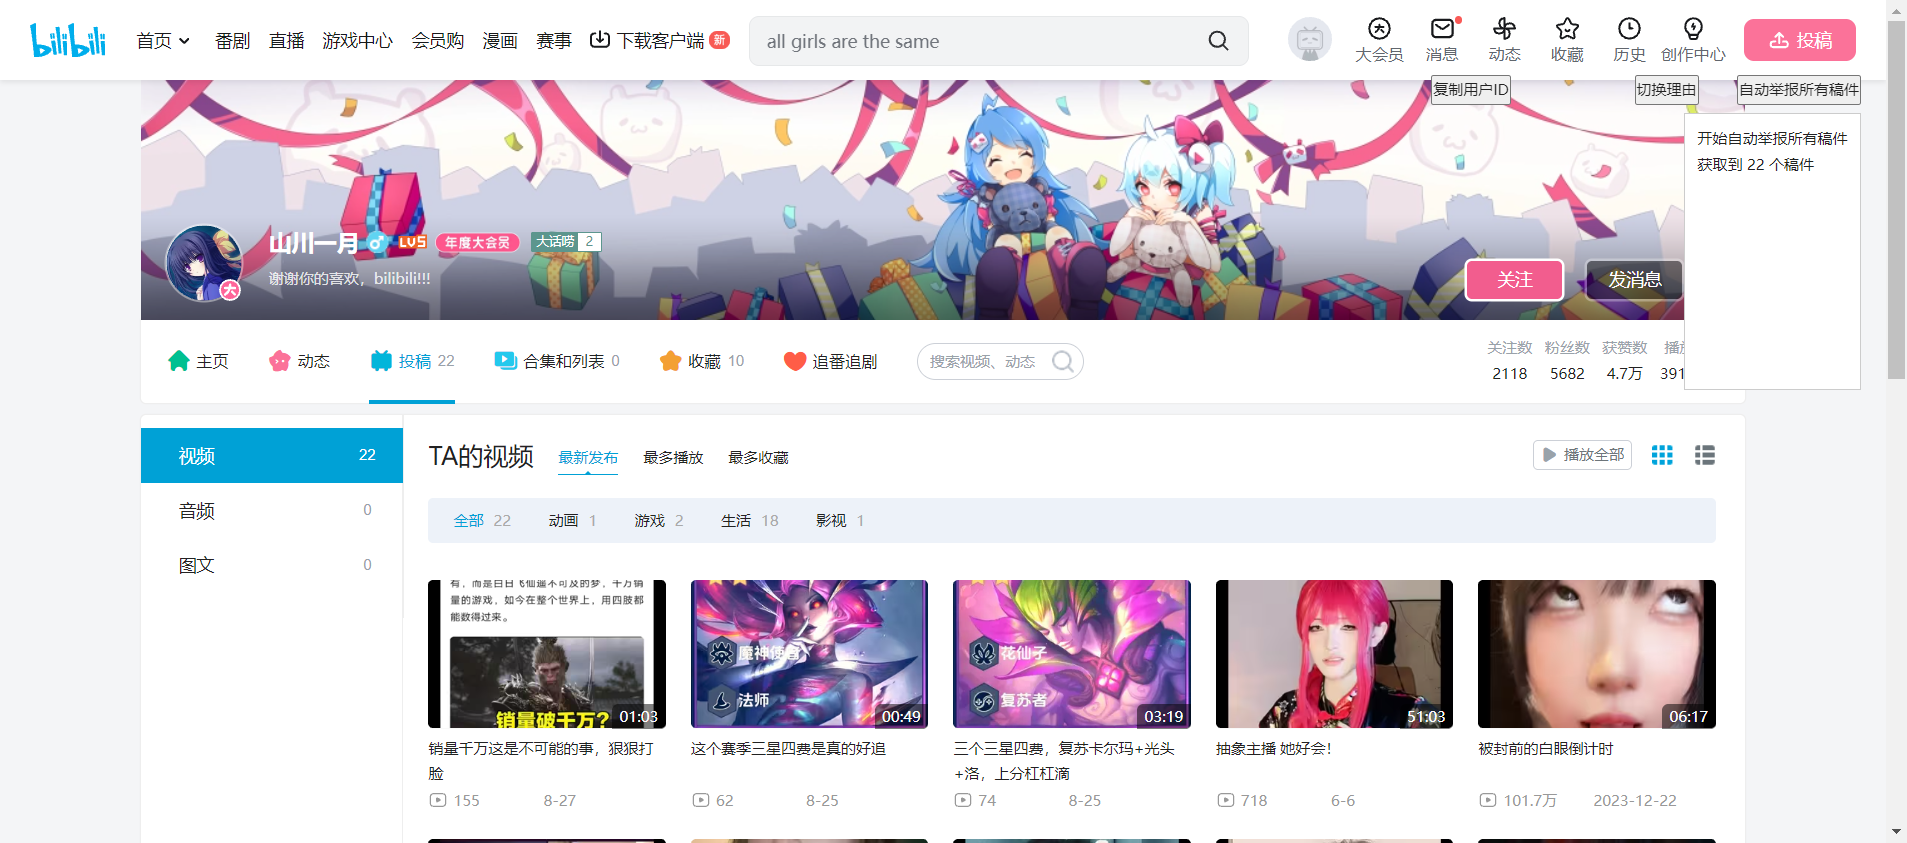 bilibili
首页
番剧
直播
游戏中心
会员购
漫画
赛事
下载客户端 新
all girls are the same
大会员
消息
动态
收藏
历史
创作中心
投稿
复制用户ID
切换理由
自动举报所有稿件
开始自动举报所有稿件
获取到 22 个稿件
山川一月 LV5 年度大会员 大话唠 2
大
谢谢你的喜欢，bilibili!!!
关注
发消息
主页
动态
投稿 22
合集和列表 0
收藏 10
追番追剧
搜索视频、动态
关注数 粉丝数 获赞数
2118 5682 4.7万 391
视频 22
音频 0
图文 0
TA的视频
最新发布
最多播放
最多收藏
播放全部
全部 22
动画 1
游戏 2
生活 18
影视 1
有，而是白日飞仙遥不可及的梦，千万销
量的游戏，如今在整个世界上，用四肢都
能数得过来。
销量破千万？
01:03
销量千万这是不可能的事，狠狠打
脸
155 8-27
魔神使者
法师
00:49
这个赛季三星四费是真的好追
62 8-25
花仙子
复苏者
03:19
三个三星四费，复苏卡尔玛+光头
+洛，上分杠杠滴
74 8-25
51:03
抽象主播 她好会！
718 6-6
06:17
被封前的白眼倒计时
101.7万 2023-12-22